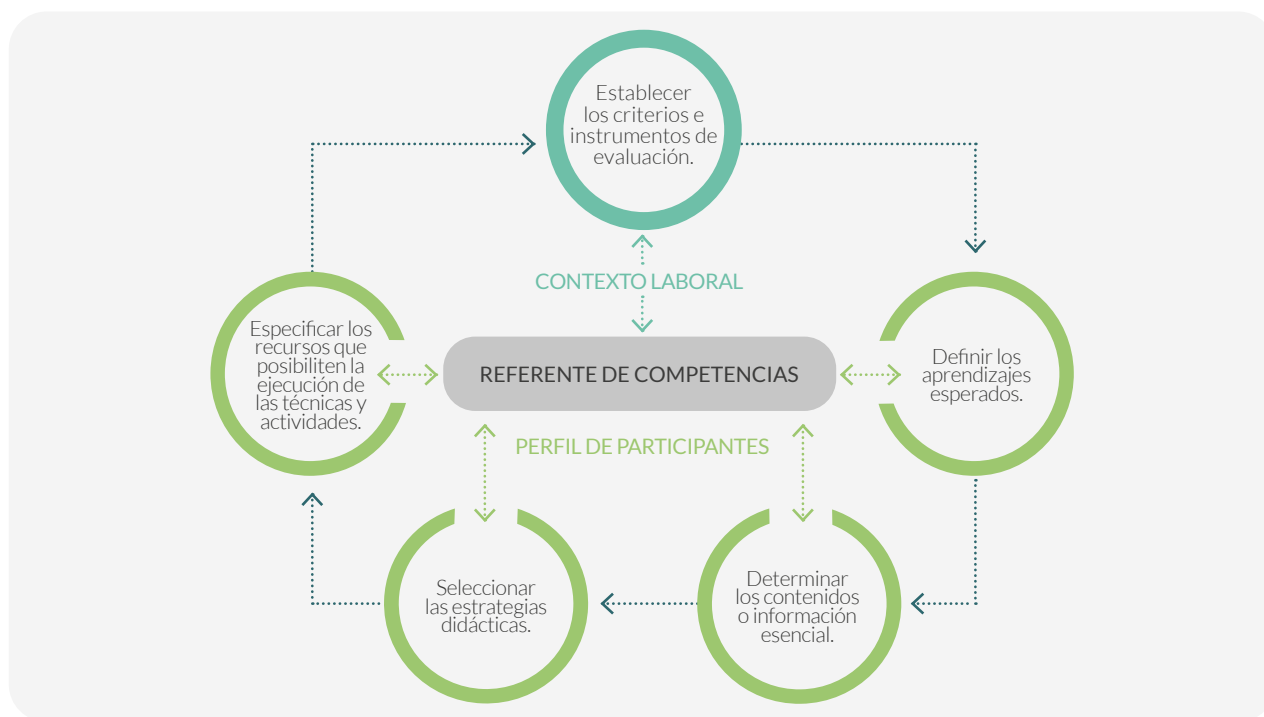 Establecer
los criterios e
instrumentos de
evaluación.
CONTEXTO LABORAL
Especificar los
recursos que
posibiliten la
ejecución de
las técnicas y
actividades.
REFERENTE DE COMPETENCIAS
Definir los
aprendizajes
esperados.
PERFIL DE PARTICIPANTES
Seleccionar
las estrategias
didácticas.
Determinar
los contenidos
o información
esencial.